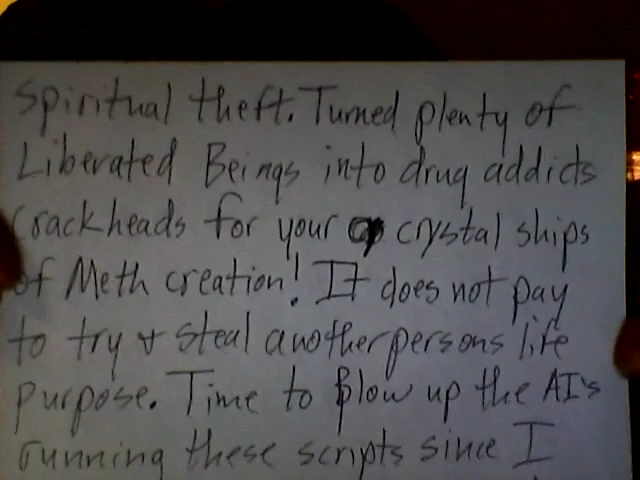 Spiritual theft. Turned plenty of
Liberated Beings into drug addicts
Crackheads for your crystal ships
of Meth creation! It does not pay
to try & steal another persons life
purpose. Time to Blow up the AI's
running these scripts since I